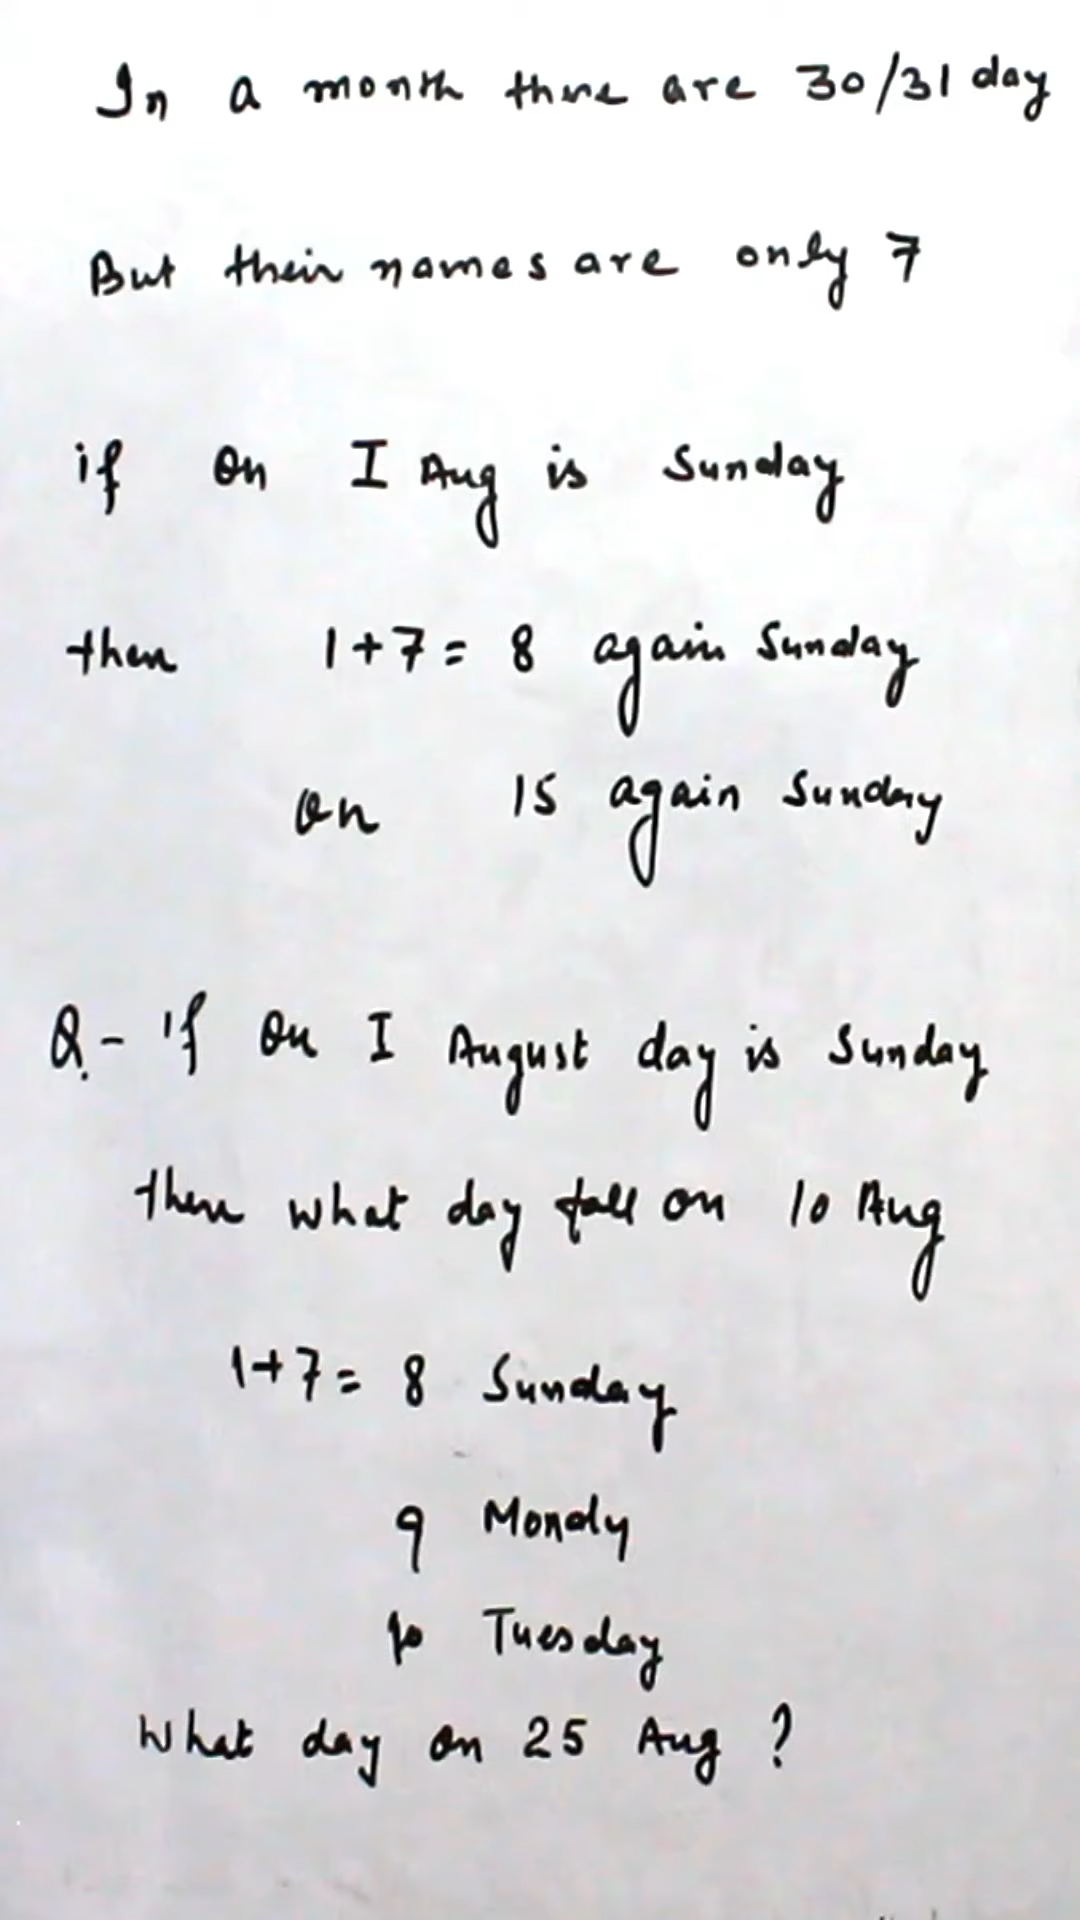 In a month there are 30/31 day
But their names are only 7
if on I Aug is Sunday
then 1+7= 8 again Sunday
on 15 again Sunday
Q.- if on I August day is Sunday
then what day fall on 10 Aug
1+7= 8 Sunday
9 Mondy
10 Tuesday
What day on 25 Aug ?